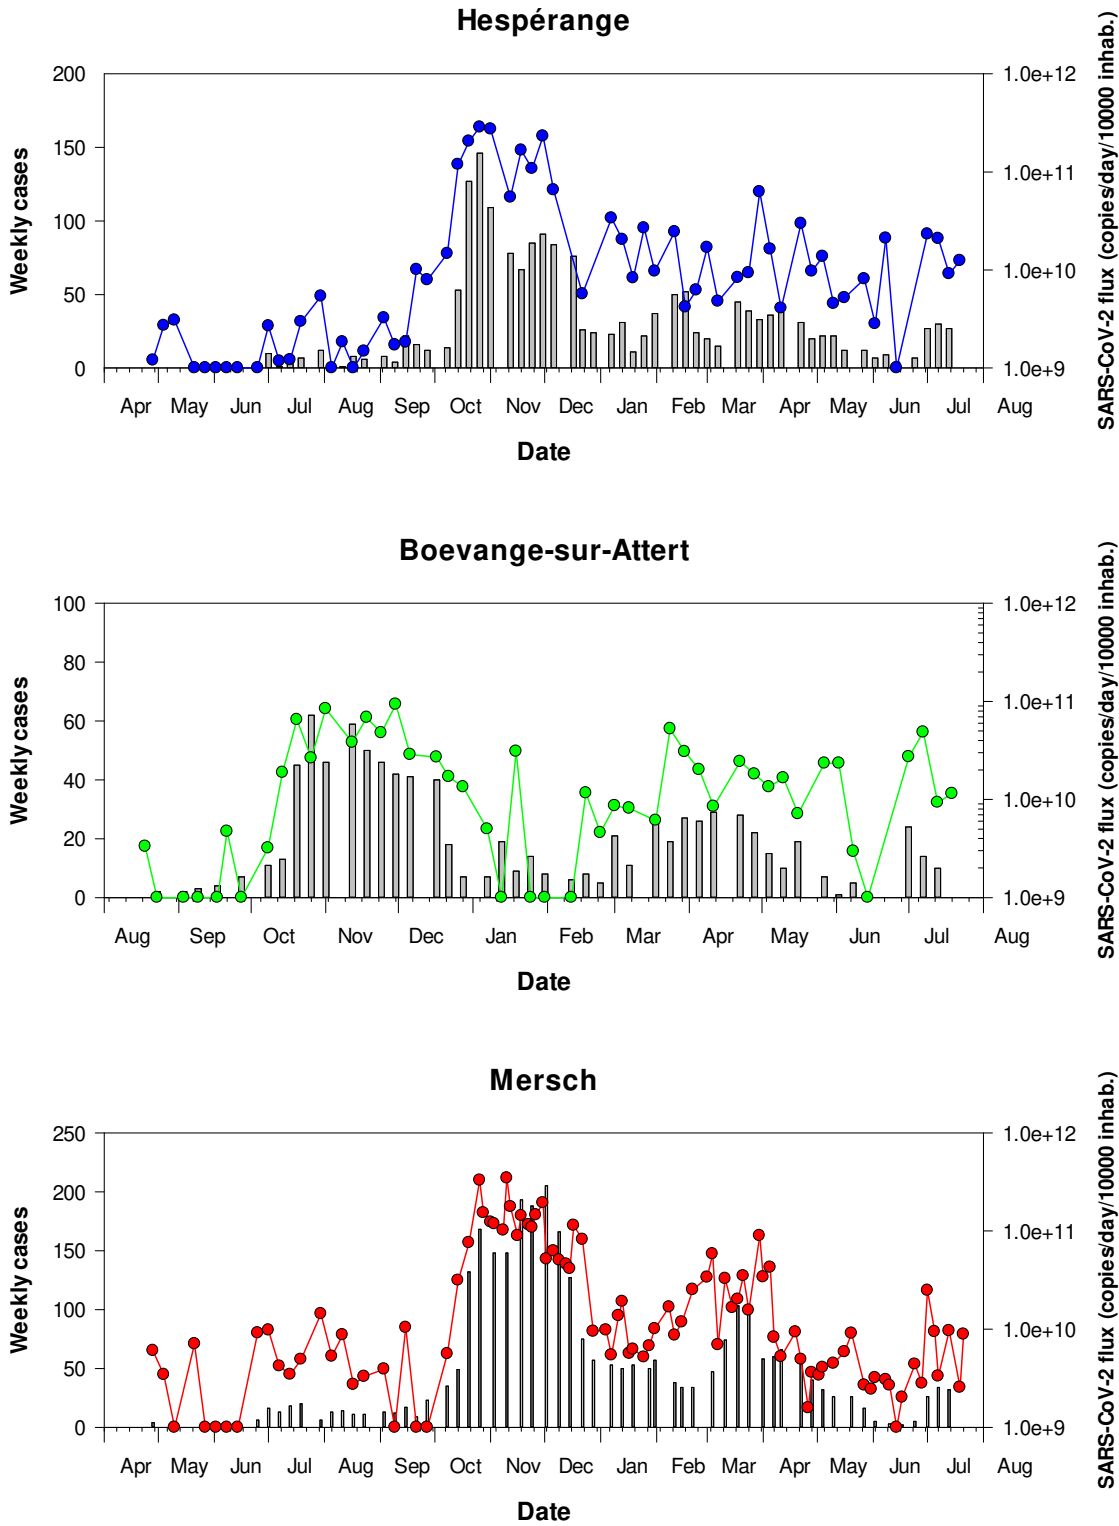 Hespérange
Weekly cases
200
150
100
50
0
1.0e+12
1.0e+11
1.0e+10
1.0e+9
SARS-CoV-2 flux (copies/day/10000 inhab.)
Apr May Jun Jul Aug Sep Oct Nov Dec Jan Feb Mar Apr May Jun Jul Aug
Date
Boevange-sur-Attert
Weekly cases
100
80
60
40
20
0
1.0e+12
1.0e+11
1.0e+10
1.0e+9
SARS-CoV-2 flux (copies/day/10000 inhab.)
Aug Sep Oct Nov Dec Jan Feb Mar Apr May Jun Jul Aug
Date
Mersch
Weekly cases
250
200
150
100
50
0
1.0e+12
1.0e+11
1.0e+10
1.0e+9
SARS-CoV-2 flux (copies/day/10000 inhab.)
Apr May Jun Jul Aug Sep Oct Nov Dec Jan Feb Mar Apr May Jun Jul Aug
Date